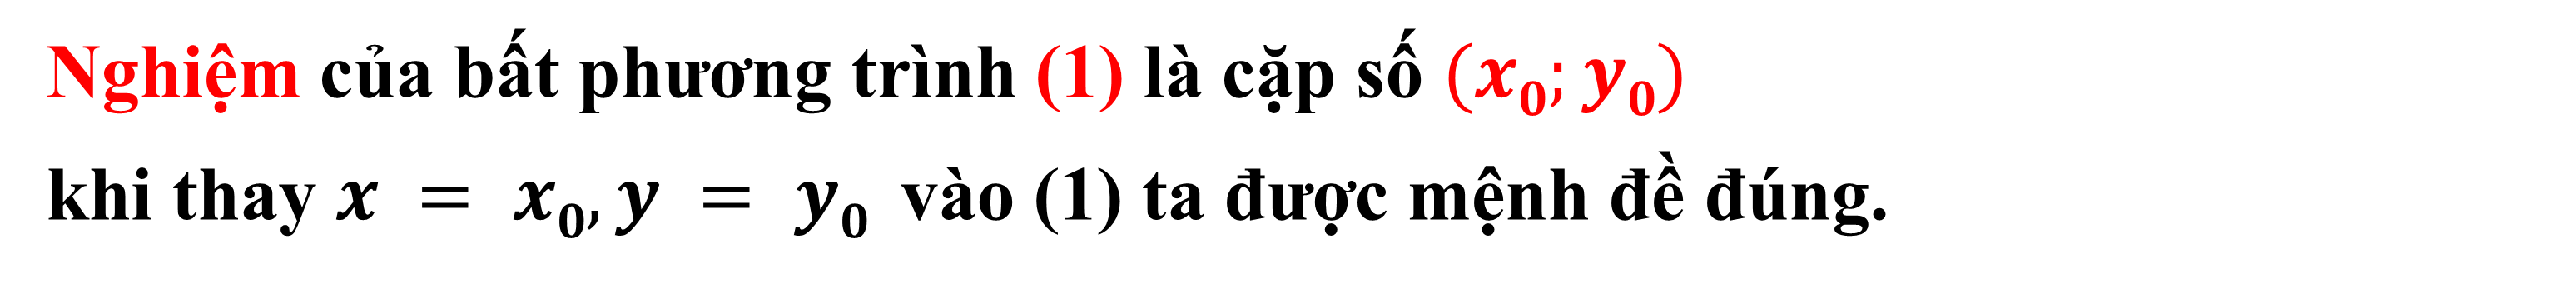 Nghiệm của bất phương trình (1) là cặp số (x₀; y₀)
khi thay x = x₀, y = y₀ vào (1) ta được mệnh đề đúng.